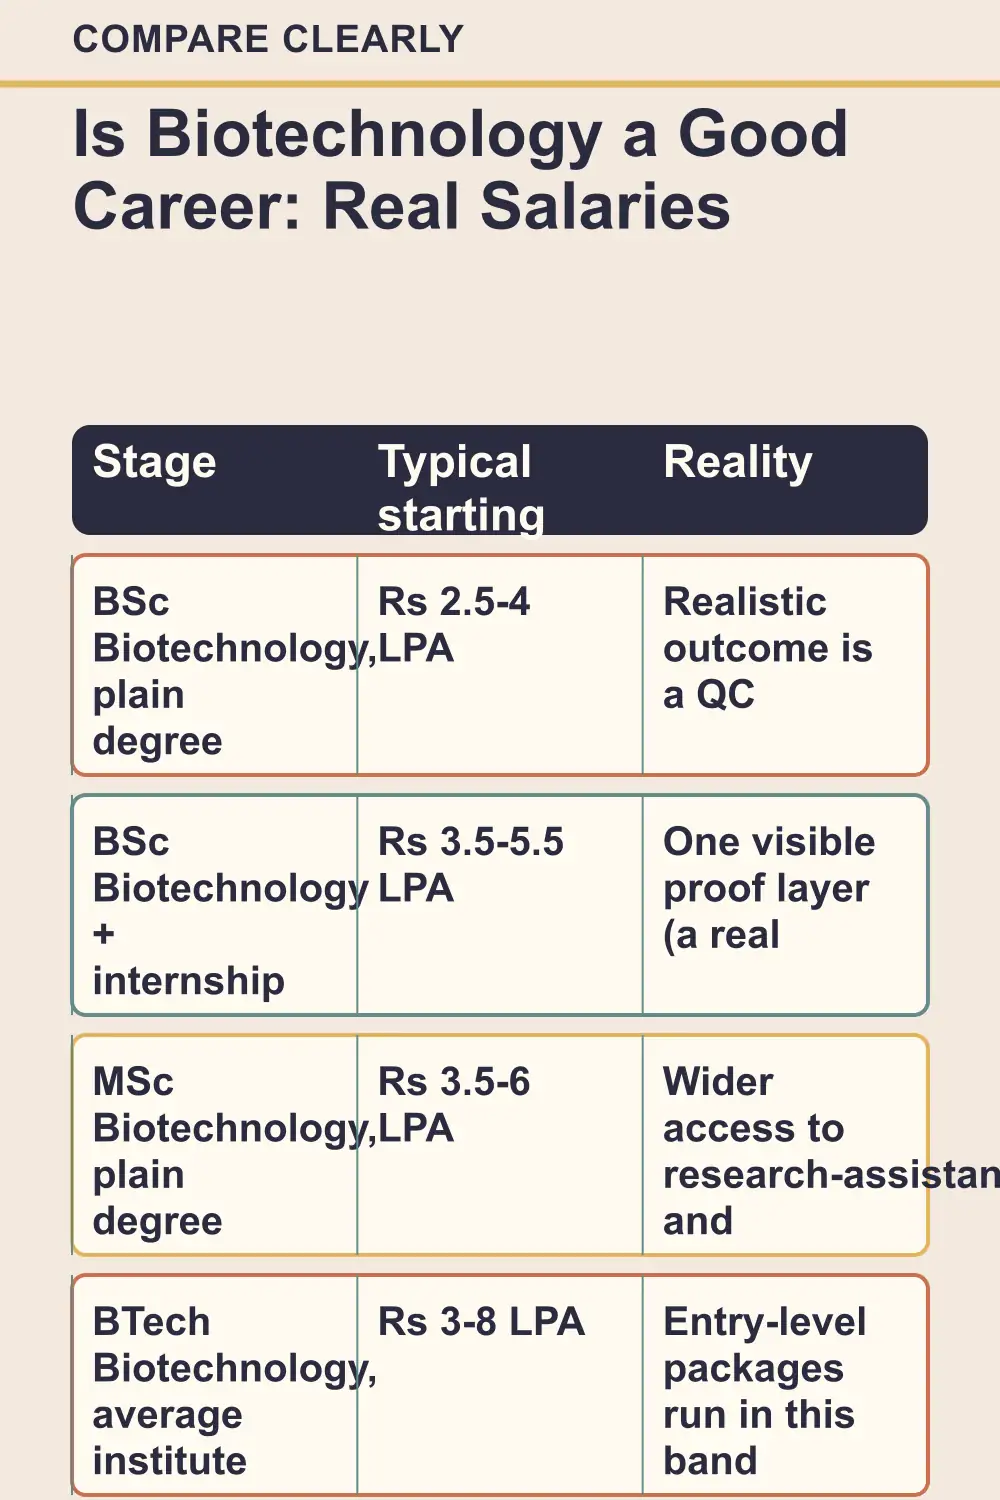 COMPARE CLEARLY
Is Biotechnology a Good
Career: Real Salaries
Stage
Typical
starting
Reality
BSc
Biotechnology,
plain
degree
Rs 2.5-4
LPA
Realistic
outcome is
a QC
BSc
Biotechnology
+
internship
Rs 3.5-5.5
LPA
One visible
proof layer
(a real
MSc
Biotechnology,
plain
degree
Rs 3.5-6
LPA
Wider
access to
research-assistan
and
BTech
Biotechnology,
average
institute
Rs 3-8 LPA
Entry-level
packages
run in this
band